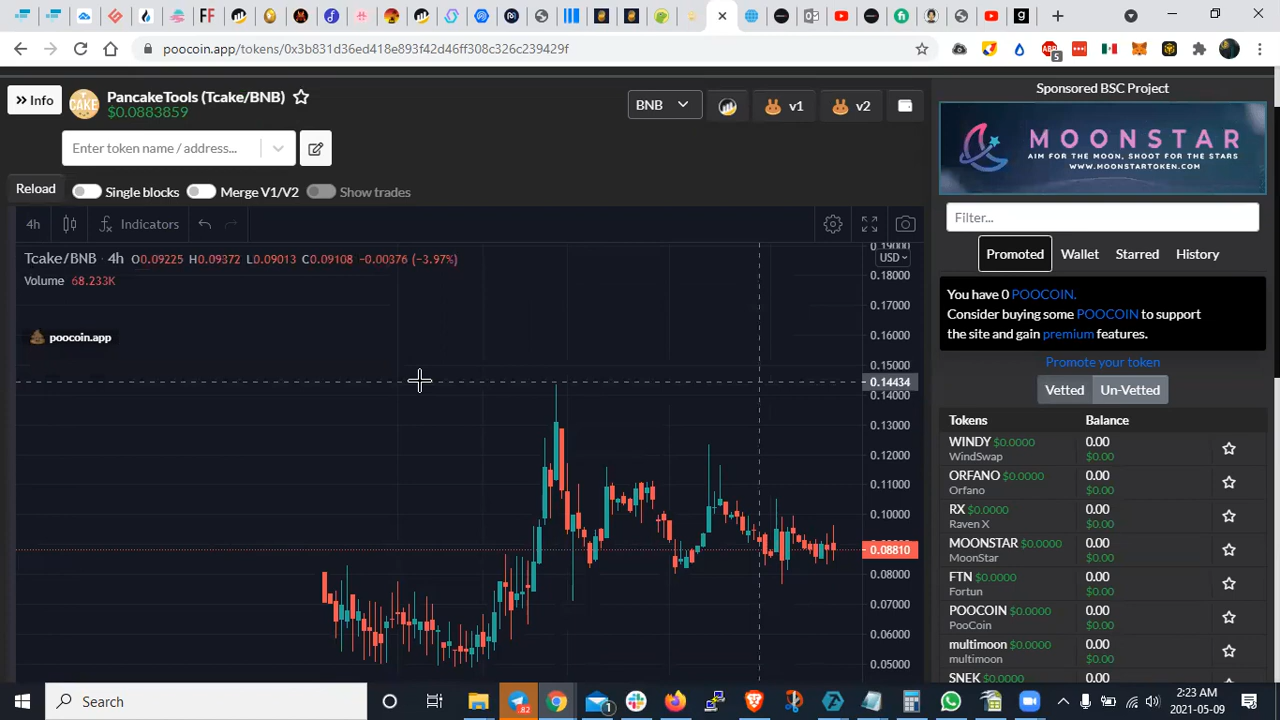 poocoin.app/tokens/0x3b831d36ed418e893f42d46ff308c326c239429f
5
Info
PancakeTools (Tcake/BNB)
$0.0883859
BNB
v1
v2
Enter token name / address...
Reload
Single blocks
Merge V1/V2
Show trades
4h
Indicators
Tcake/BNB · 4h O0.09225 H0.09372 L0.09013 C0.09108 -0.00376 (-3.97%)
Volume 68.233K
poocoin.app
0.19000
USD
0.18000
0.17000
0.16000
0.15000
0.14434
0.14000
0.13000
0.12000
0.11000
0.10000
0.08810
0.08000
0.07000
0.06000
0.05000
Sponsored BSC Project
MOONSTAR
AIM FOR THE MOON, SHOOT FOR THE STARS
WWW.MOONSTARTOKEN.COM
Filter...
Promoted
Wallet
Starred
History
You have 0 POOCOIN.
Consider buying some POOCOIN to support
the site and gain premium features.
Promote your token
Vetted
Un-Vetted
Tokens
Balance
WINDY $0.0000
0.00
WindSwap
$0.00
ORFANO $0.0000
0.00
Orfano
$0.00
RX $0.0000
0.00
Raven X
$0.00
MOONSTAR $0.0000
0.00
MoonStar
$0.00
FTN $0.0000
0.00
Fortun
$0.00
POOCOIN $0.0000
0.00
PooCoin
$0.00
multimoon $0.0000
0.00
multimoon
$0.00
SNEK $0.0000
0.00
Search
82
1
2:23 AM
2021-05-09